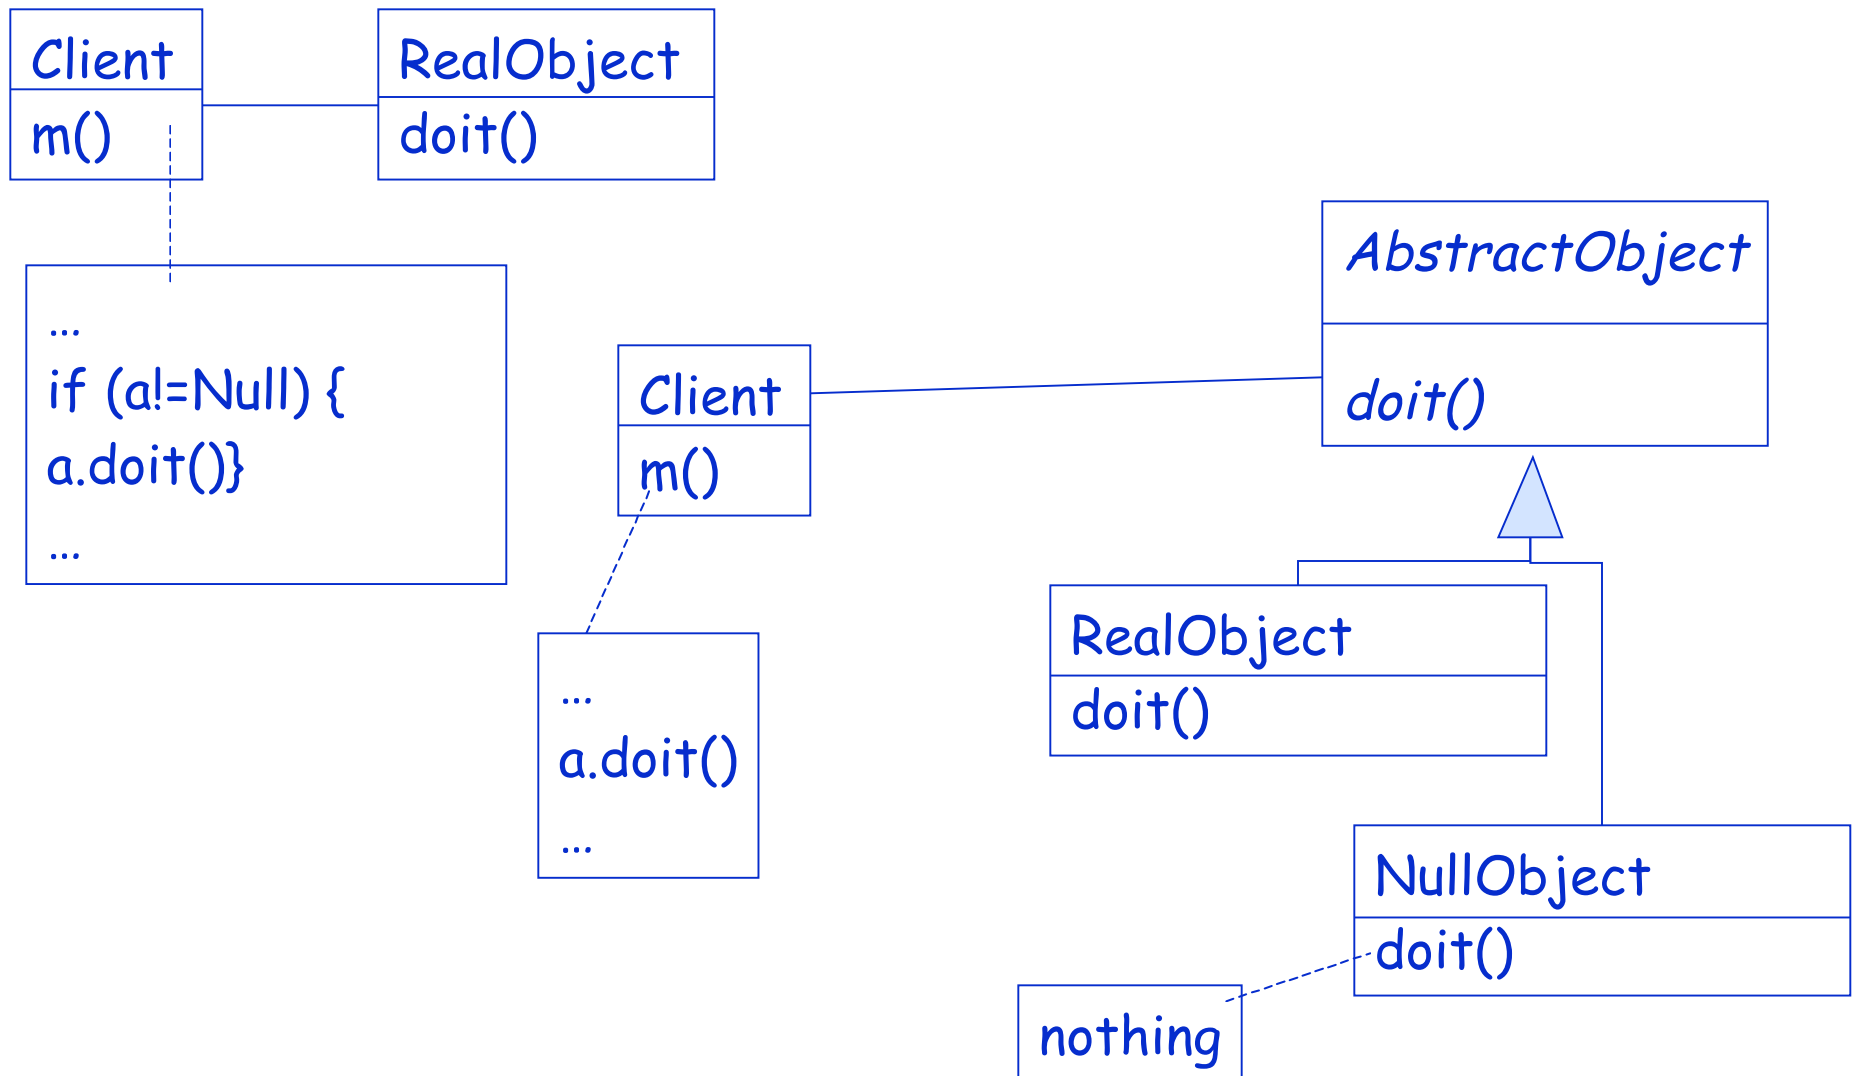 Client
m()
RealObject
doit()
...
if (a!=Null) {
a.doit()}
...
Client
m()
...
a.doit()
...
AbstractObject
doit()
RealObject
doit()
NullObject
doit()
nothing